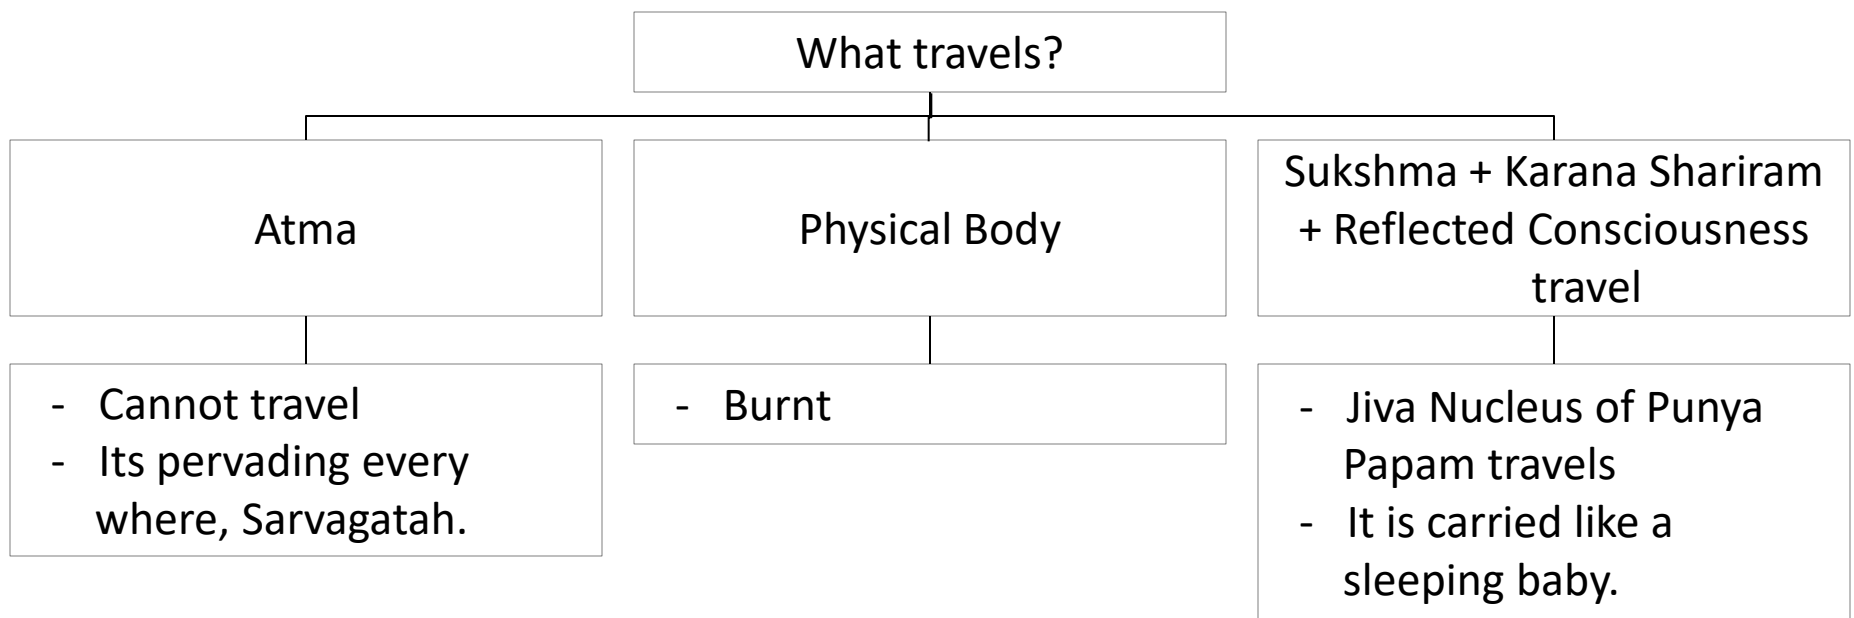 What travels?
Atma
Physical Body
Sukshma + Karana Shariram
+ Reflected Consciousness
travel
- Cannot travel
- Its pervading every
where, Sarvagatah.
- Burnt
- Jiva Nucleus of Punya
Papam travels
- It is carried like a
sleeping baby.